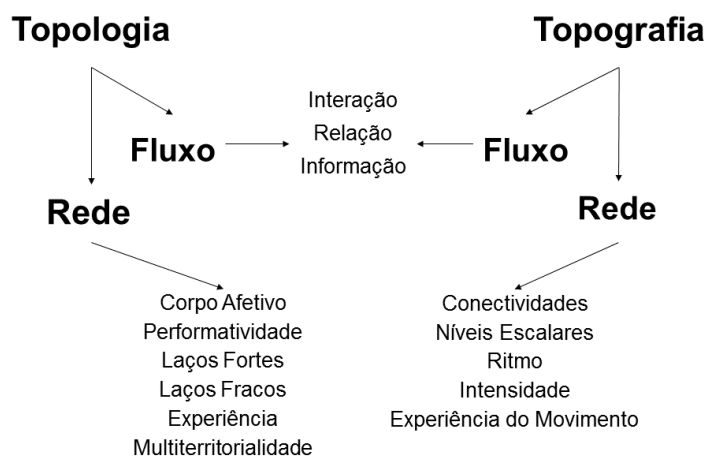 Topologia
Topografia
Interação
Relação
Informação
Fluxo
Fluxo
Rede
Rede
Corpo Afetivo
Performatividade
Laços Fortes
Laços Fracos
Experiência
Multiterritorialidade
Conectividades
Níveis Escalares
Ritmo
Intensidade
Experiência do Movimento